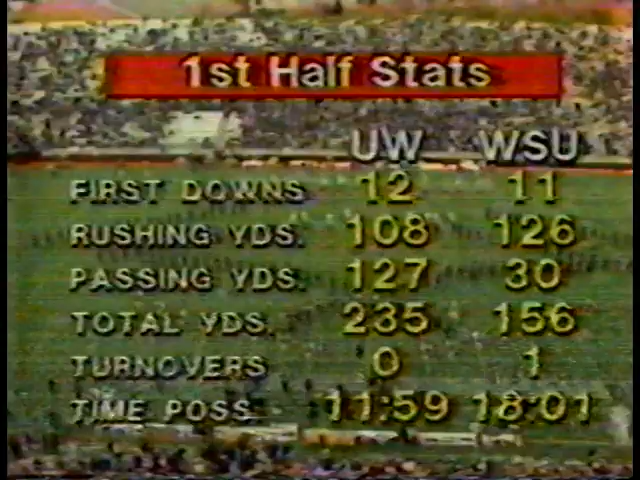 1st Half Stats
UW WSU
FIRST DOWNS 12 11
RUSHING YDS. 108 126
PASSING YDS. 127 30
TOTAL YDS. 235 156
TURNOVERS 0 1
TIME POSS. 11:59 18:01